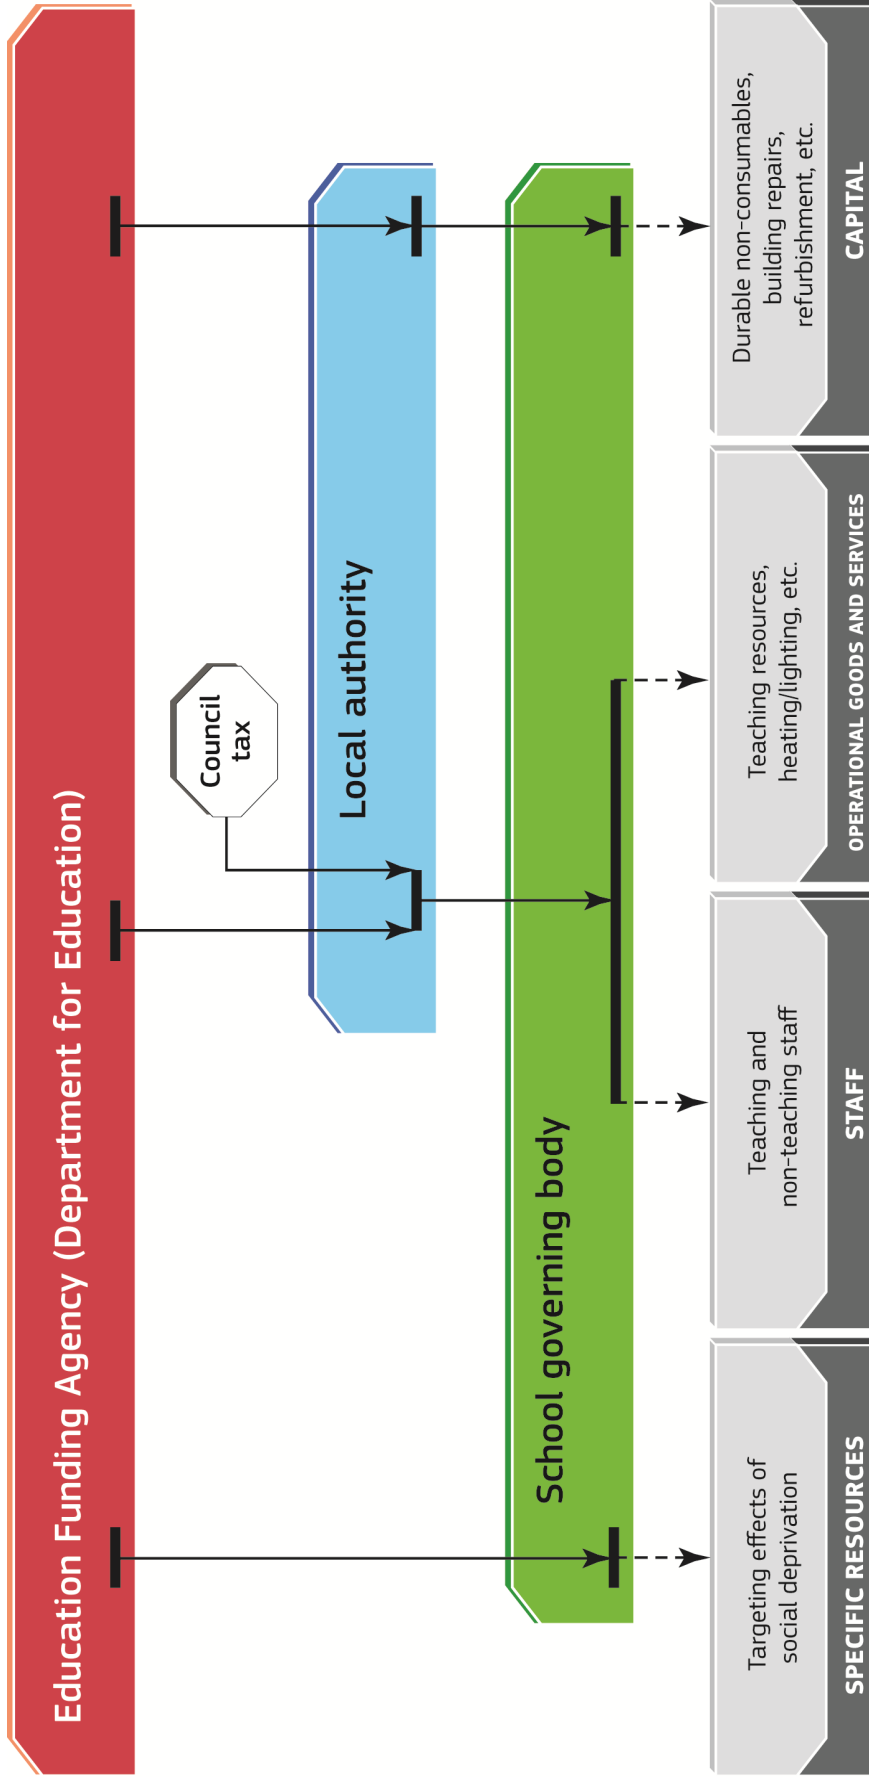 Education Funding Agency (Department for Education)
Council
tax
Local authority
School governing body
Targeting effects of
social deprivation
SPECIFIC RESOURCES
Teaching and
non-teaching staff
STAFF
Teaching resources,
heating/lighting, etc.
OPERATIONAL GOODS AND SERVICES
Durable non-consumables,
building repairs,
refurbishment, etc.
CAPITAL